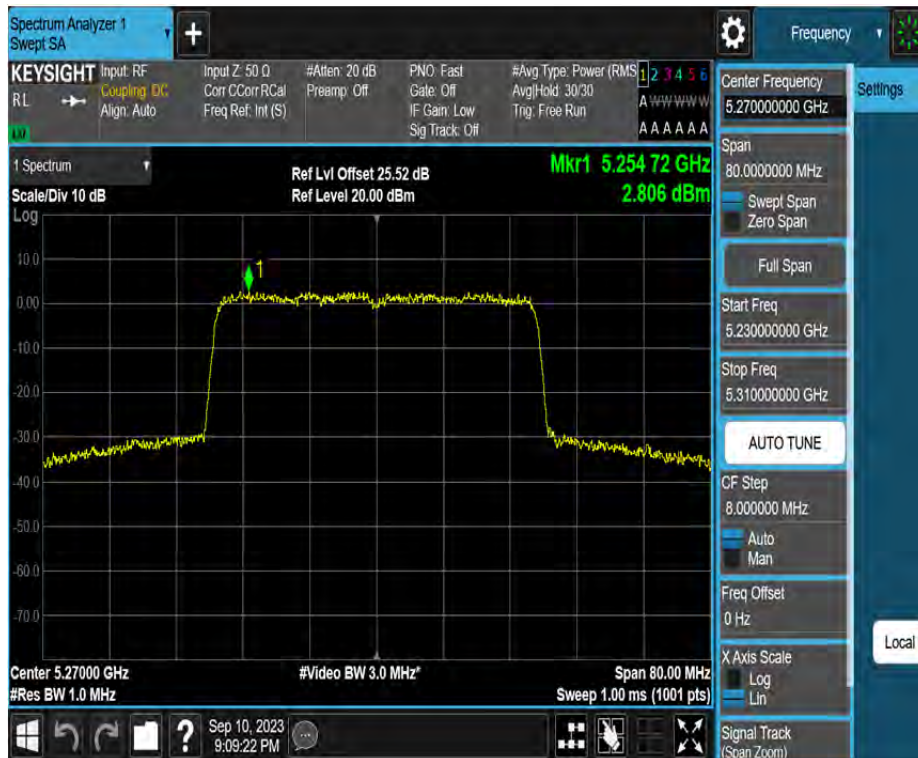 Spectrum Analyzer 1
Swept SA
+
Frequency
KEYSIGHT
RL
Input: RF
Coupling: DC
Align: Auto
Input Z: 50 Ω
Corr CCorr RCal
Freq Ref: Int (S)
#Atten: 20 dB
Preamp: Off
PNO: Fast
Gate: Off
IF Gain: Low
Sig Track: Off
#Avg Type: Power (RMS
Avg|Hold: 30/30
Trig: Free Run
1 2 3 4 5 6
A W W W W W
A A A A A A
1 Spectrum
Scale/Div 10 dB
Log
Ref Lvl Offset 25.52 dB
Ref Level 20.00 dBm
Mkr1 5.254 72 GHz
2.806 dBm
1
10.0
0.00
-10.0
-20.0
-30.0
-40.0
-50.0
-60.0
-70.0
Center 5.27000 GHz
#Res BW 1.0 MHz
#Video BW 3.0 MHz*
Span 80.00 MHz
Sweep 1.00 ms (1001 pts)
Center Frequency
5.270000000 GHz
Span
80.0000000 MHz
Swept Span
Zero Span
Full Span
Start Freq
5.230000000 GHz
Stop Freq
5.310000000 GHz
AUTO TUNE
CF Step
8.000000 MHz
Auto
Man
Freq Offset
0 Hz
X Axis Scale
Log
Lin
Signal Track
(Span Zoom)
Settings
Local
?
Sep 10, 2023
9:09:22 PM